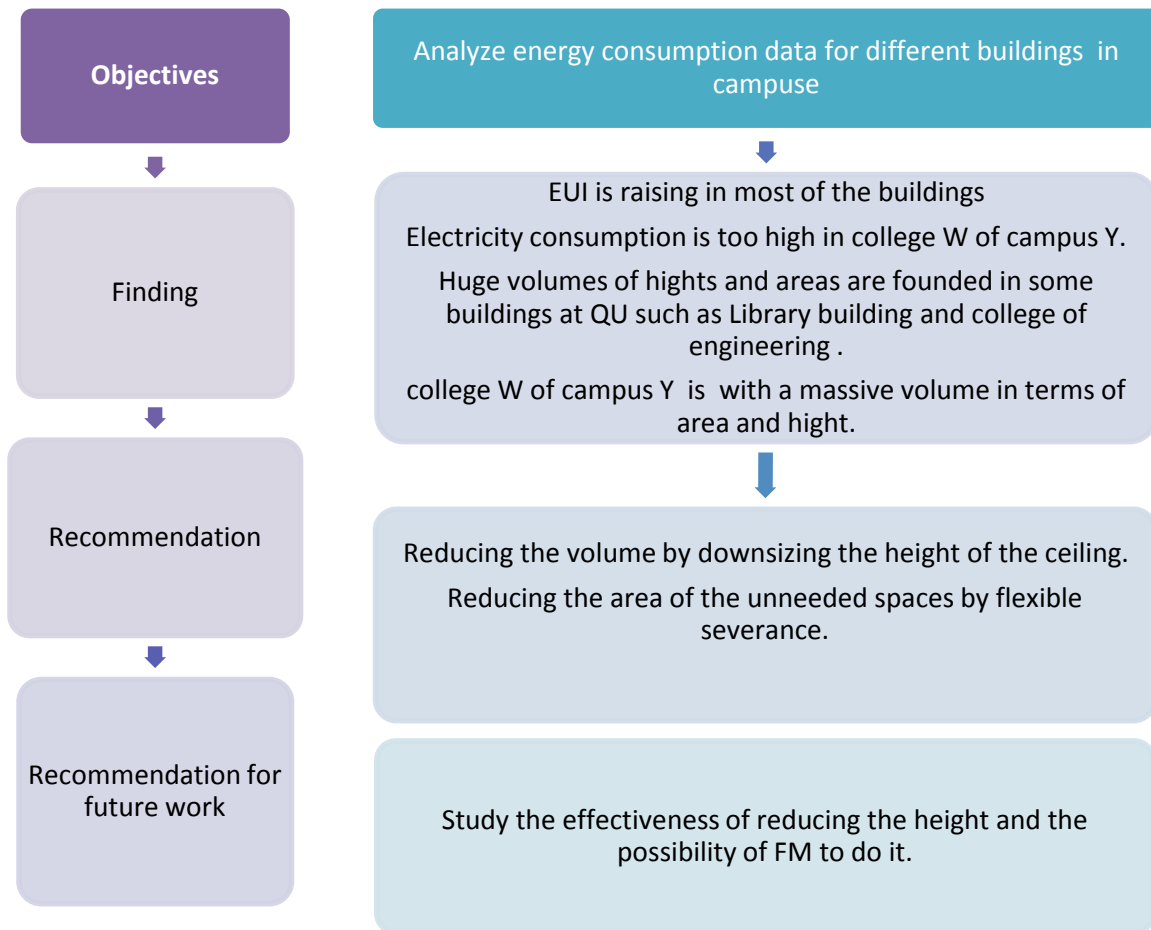 Objectives
Analyze energy consumption data for different buildings  in
campuse
Finding
EUI is raising in most of the buildings
Electricity consumption is too high in college W of campus Y.
Huge volumes of hights and areas are founded in some
buildings at QU such as Library building and college of
engineering .
college W of campus Y  is  with a massive volume in terms of
area and hight.
Recommendation
Reducing the volume by downsizing the height of the ceiling.
Reducing the area of the unneeded spaces by flexible
severance.
Recommendation for
future work
Study the effectiveness of reducing the height and the
possibility of FM to do it.